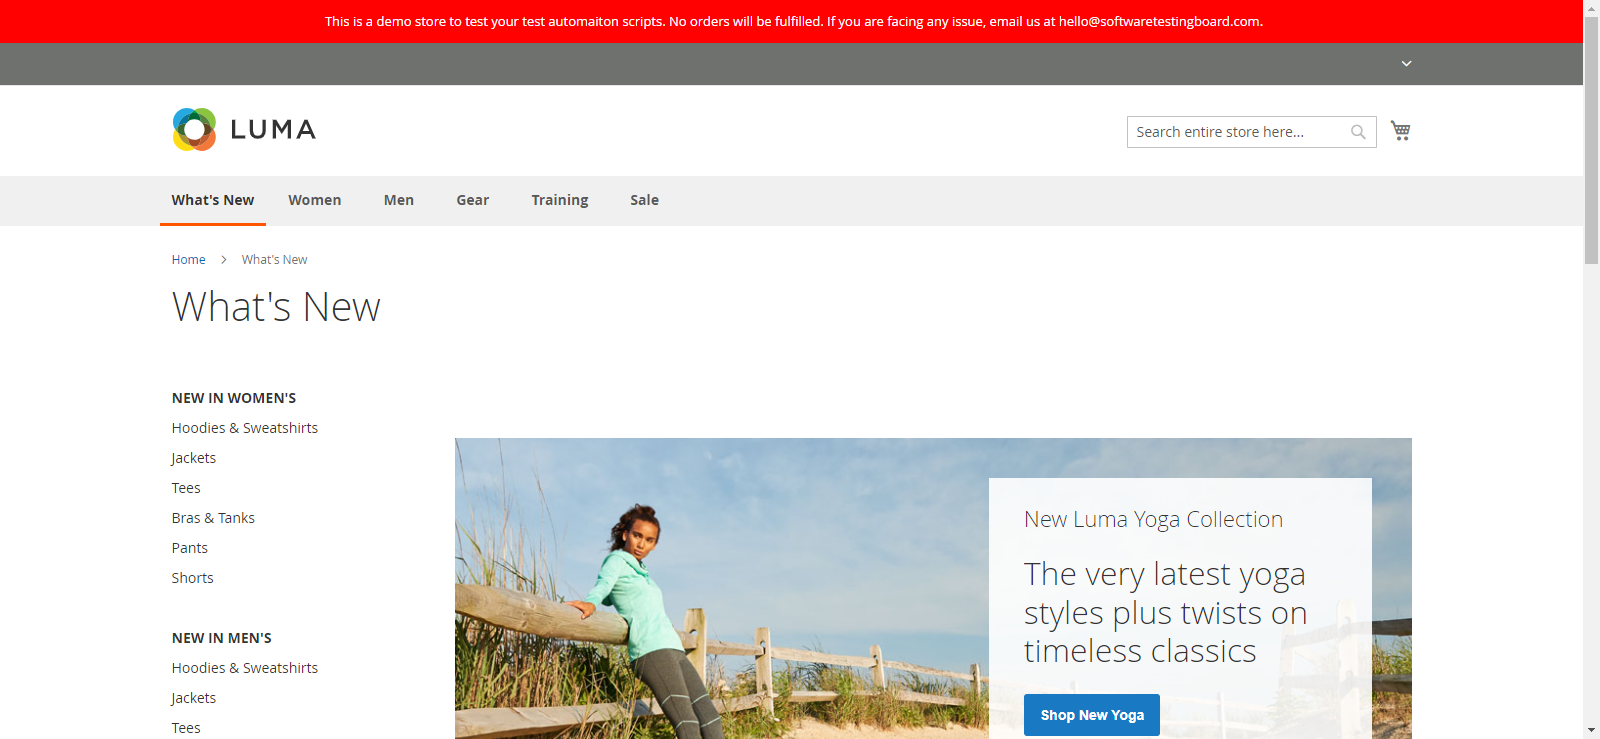 This is a demo store to test your test automaiton scripts. No orders will be fulfilled. If you are facing any issue, email us at hello@softwaretestingboard.com.
LUMA
Search entire store here...
What's New
Women
Men
Gear
Training
Sale
Home
What's New
What's New
NEW IN WOMEN'S
Hoodies & Sweatshirts
Jackets
Tees
Bras & Tanks
Pants
Shorts
NEW IN MEN'S
Hoodies & Sweatshirts
Jackets
Tees
New Luma Yoga Collection
The very latest yoga
styles plus twists on
timeless classics
Shop New Yoga